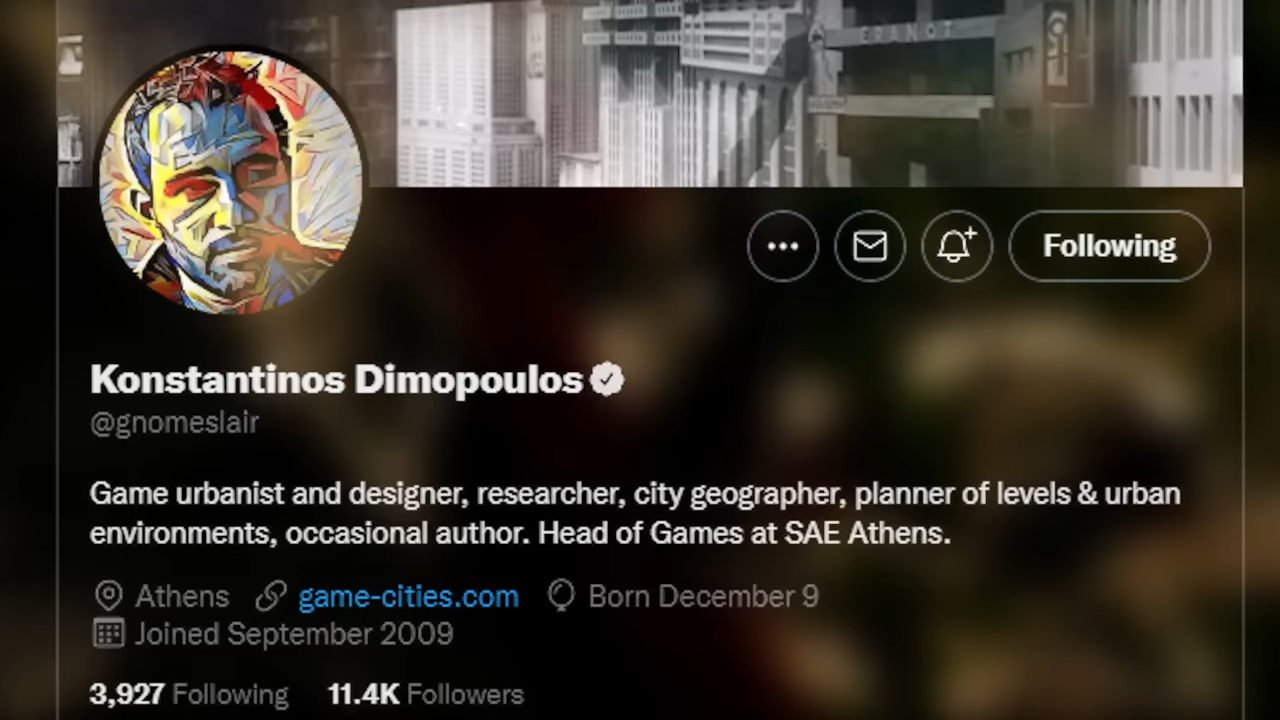 Following
Konstantinos Dimopoulos
@gnomeslair
Game urbanist and designer, researcher, city geographer, planner of levels & urban
environments, occasional author. Head of Games at SAE Athens.
Athens game-cities.com Born December 9
Joined September 2009
3,927 Following 11.4K Followers